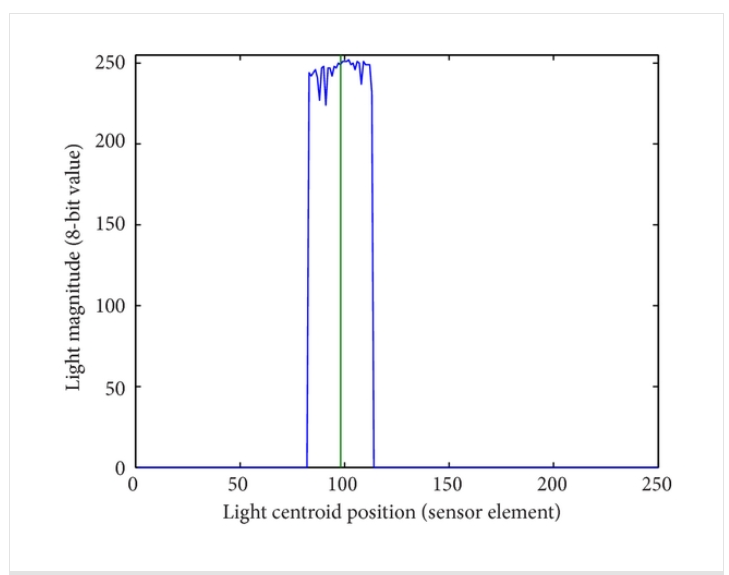 250
200
150
100
50
0
Light magnitude (8-bit value)
0 50 100 150 200 250
Light centroid position (sensor element)